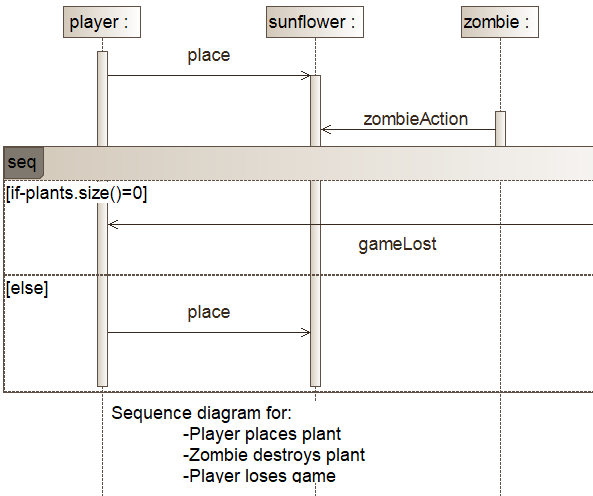 player :
sunflower :
zombie :
place
zombieAction
seq
[if-plants.size()=0]
gameLost
[else]
place
Sequence diagram for:
-Player places plant
-Zombie destroys plant
-Player loses game